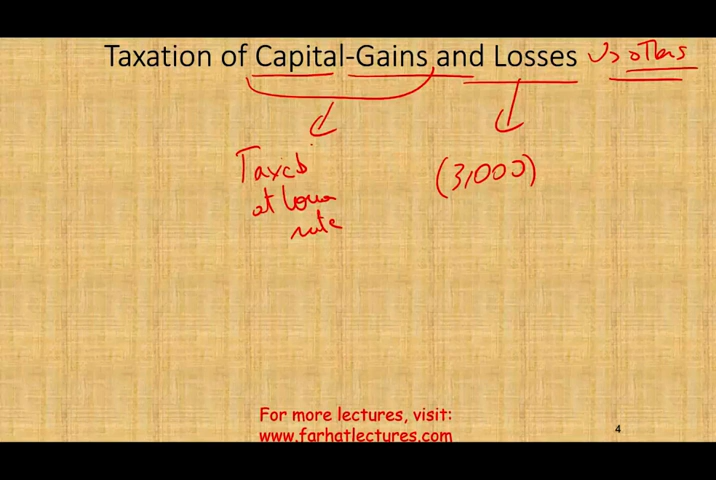 Taxation of Capital-Gains and Losses Vs others
Taxed
at lower
rate
(3,000)
For more lectures, visit:
www.farhatlectures.com
4